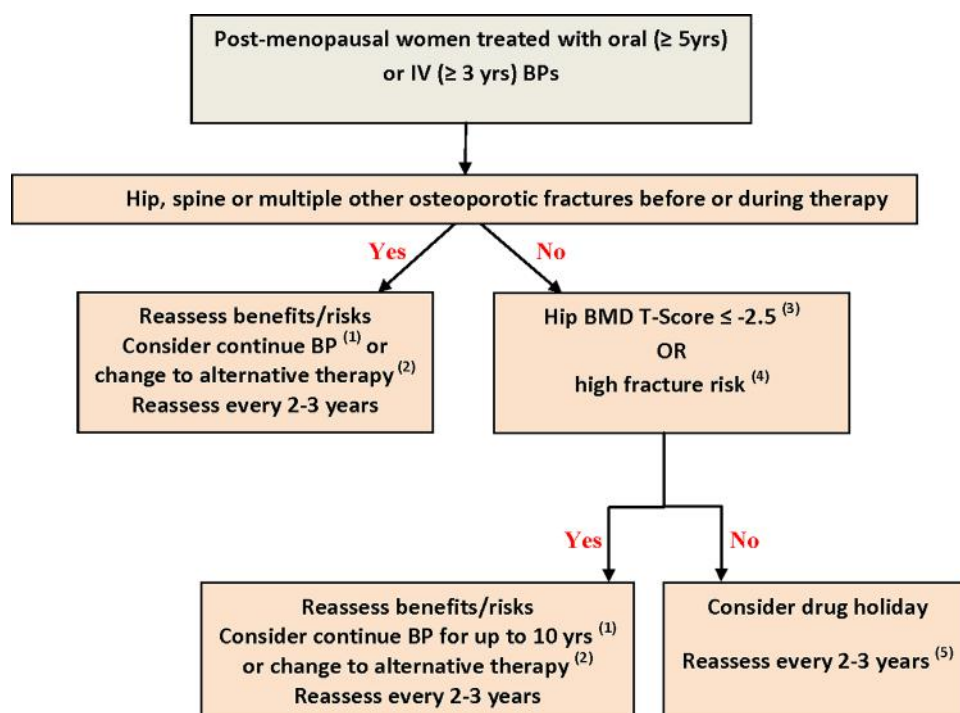 Post-menopausal women treated with oral (≥ 5yrs)
or IV (≥ 3 yrs) BPs
Hip, spine or multiple other osteoporotic fractures before or during therapy
Yes
No
Reassess benefits/risks
Consider continue BP (1) or
change to alternative therapy (2)
Reassess every 2-3 years
Hip BMD T-Score ≤ -2.5 (3)
OR
high fracture risk (4)
Yes
No
Reassess benefits/risks
Consider continue BP for up to 10 yrs (1)
or change to alternative therapy (2)
Reassess every 2-3 years
Consider drug holiday
Reassess every 2-3 years (5)